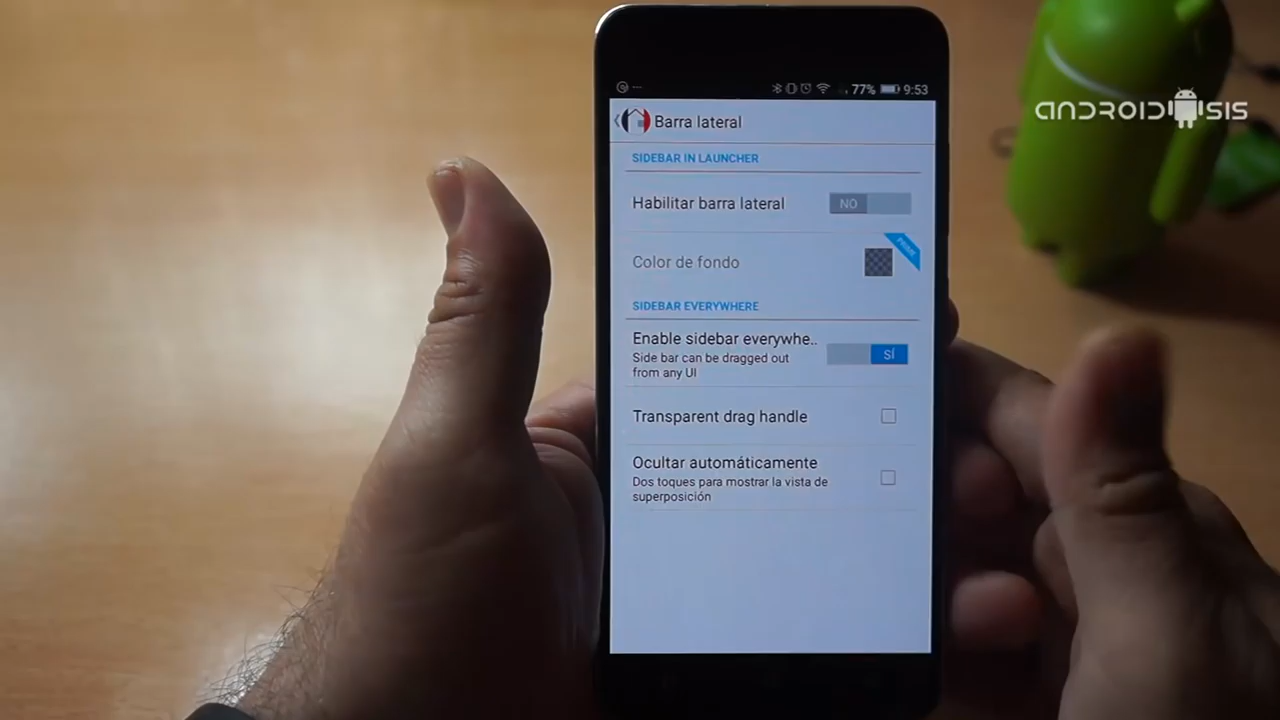 77% 9:53
ANDROIDSIS
Barra lateral
SIDEBAR IN LAUNCHER
Habilitar barra lateral NO
PRIME
Color de fondo
SIDEBAR EVERYWHERE
Enable sidebar everywhe..
Side bar can be dragged out
from any UI
SÍ
Transparent drag handle
Ocultar automáticamente
Dos toques para mostrar la vista de
superposición